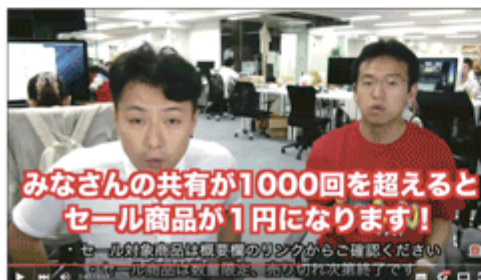 みなさんの共有が1000回を超えると
セール商品が1円になります！
・セール対象商品は概要欄のリンクからご確認ください
・セール商品は数量限定、売り切れ次第終了です